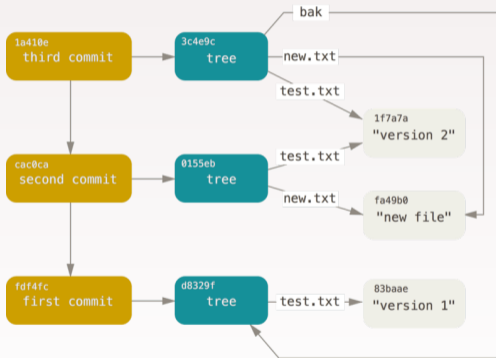 bak
1a410e
third commit
3c4e9c
tree
new.txt
test.txt
1f7a7a
"version 2"
cac0ca
second commit
0155eb
tree
test.txt
new.txt
fa49b0
"new file"
fdf4fc
first commit
d8329f
tree
test.txt
83baae
"version 1"